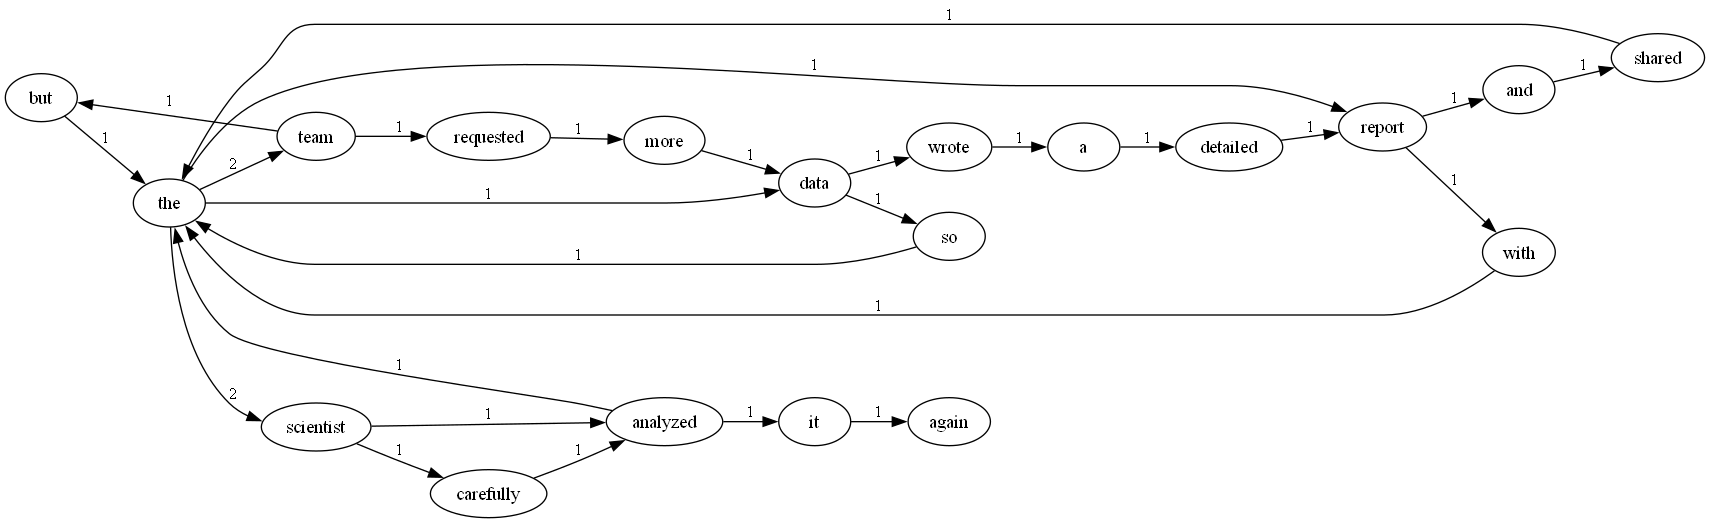 1
shared
1
and
1
but
1
1
report
1
team
1
requested
1
more
1
wrote
1
a
1
detailed
1
1
2
1
data
1
the
1
1
so
1
with
1
1
1
2
scientist
1
analyzed
1
it
1
again
1
1
carefully